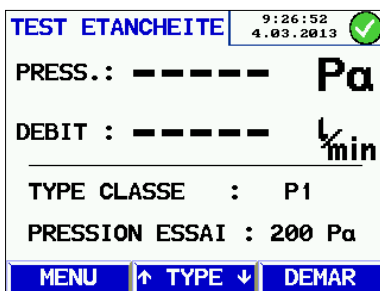 TEST ETANCHEITE
9:26:52
4.03.2013
PRESS.: ----- Pa
DEBIT : ----- l/min
TYPE CLASSE : P1
PRESSION ESSAI : 200 Pa
MENU ↑ TYPE ↓ DEMAR